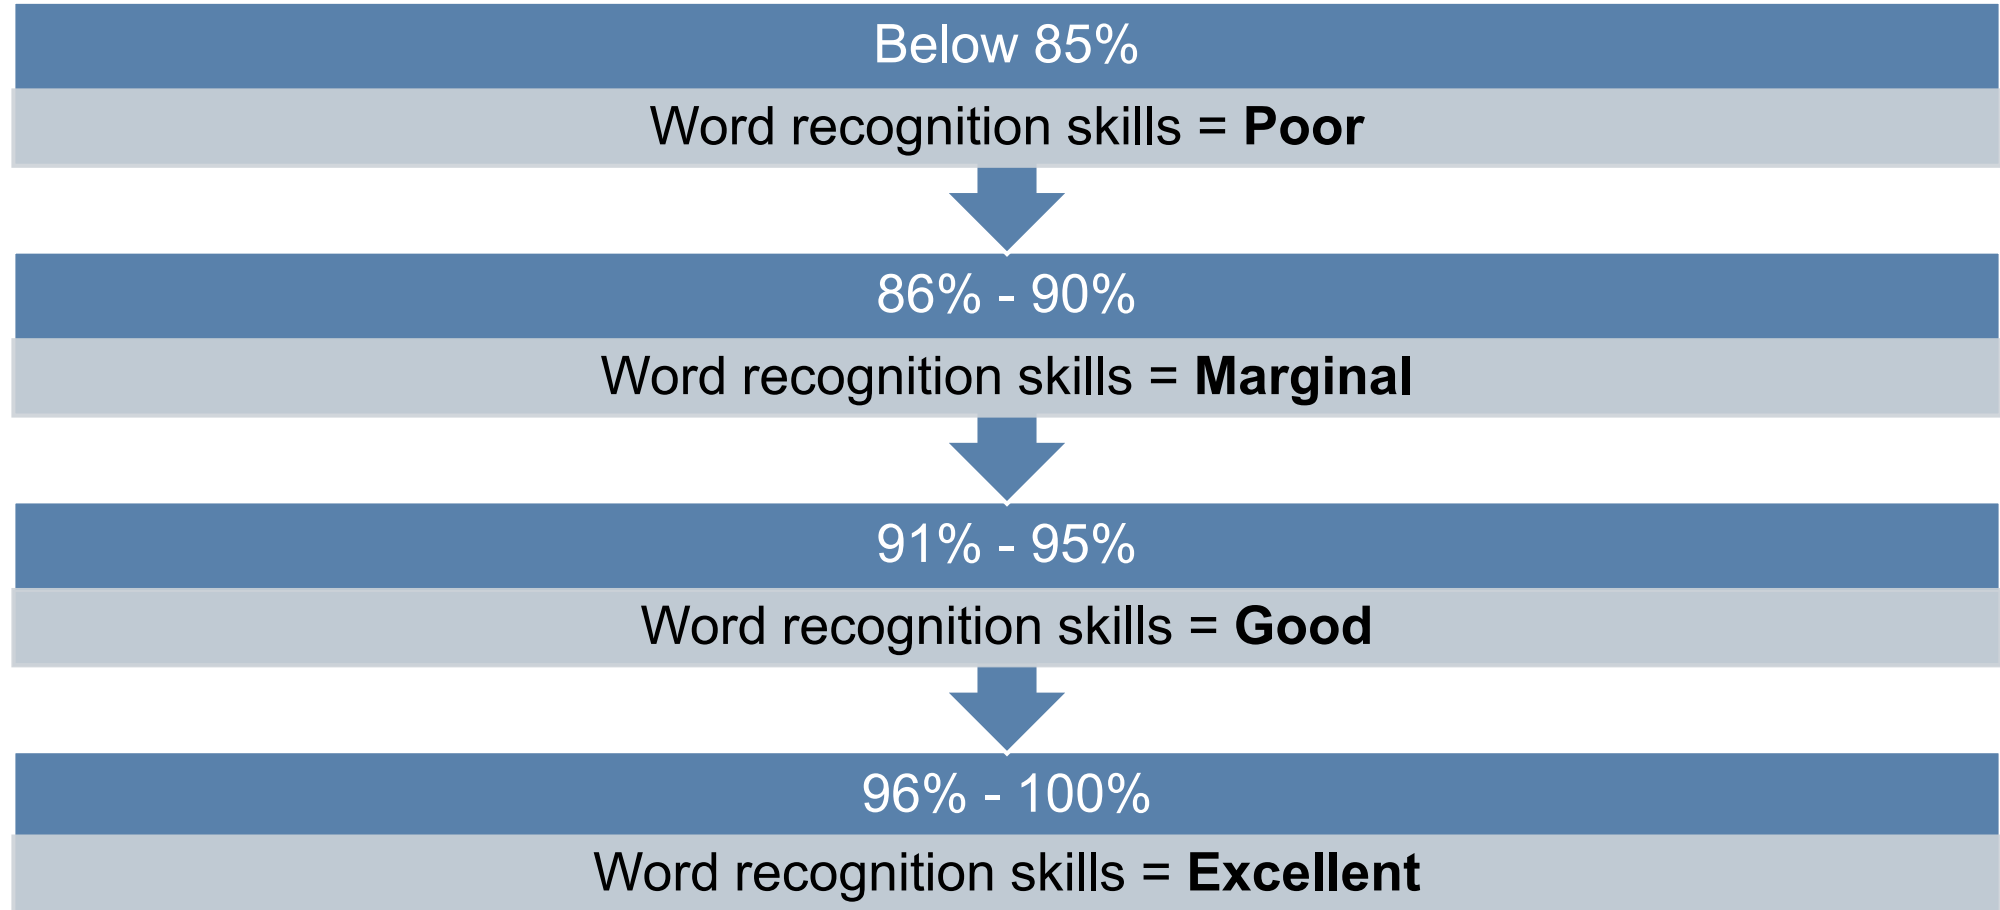 Below 85%
Word recognition skills = Poor
86% - 90%
Word recognition skills = Marginal
91% - 95%
Word recognition skills = Good
96% - 100%
Word recognition skills = Excellent